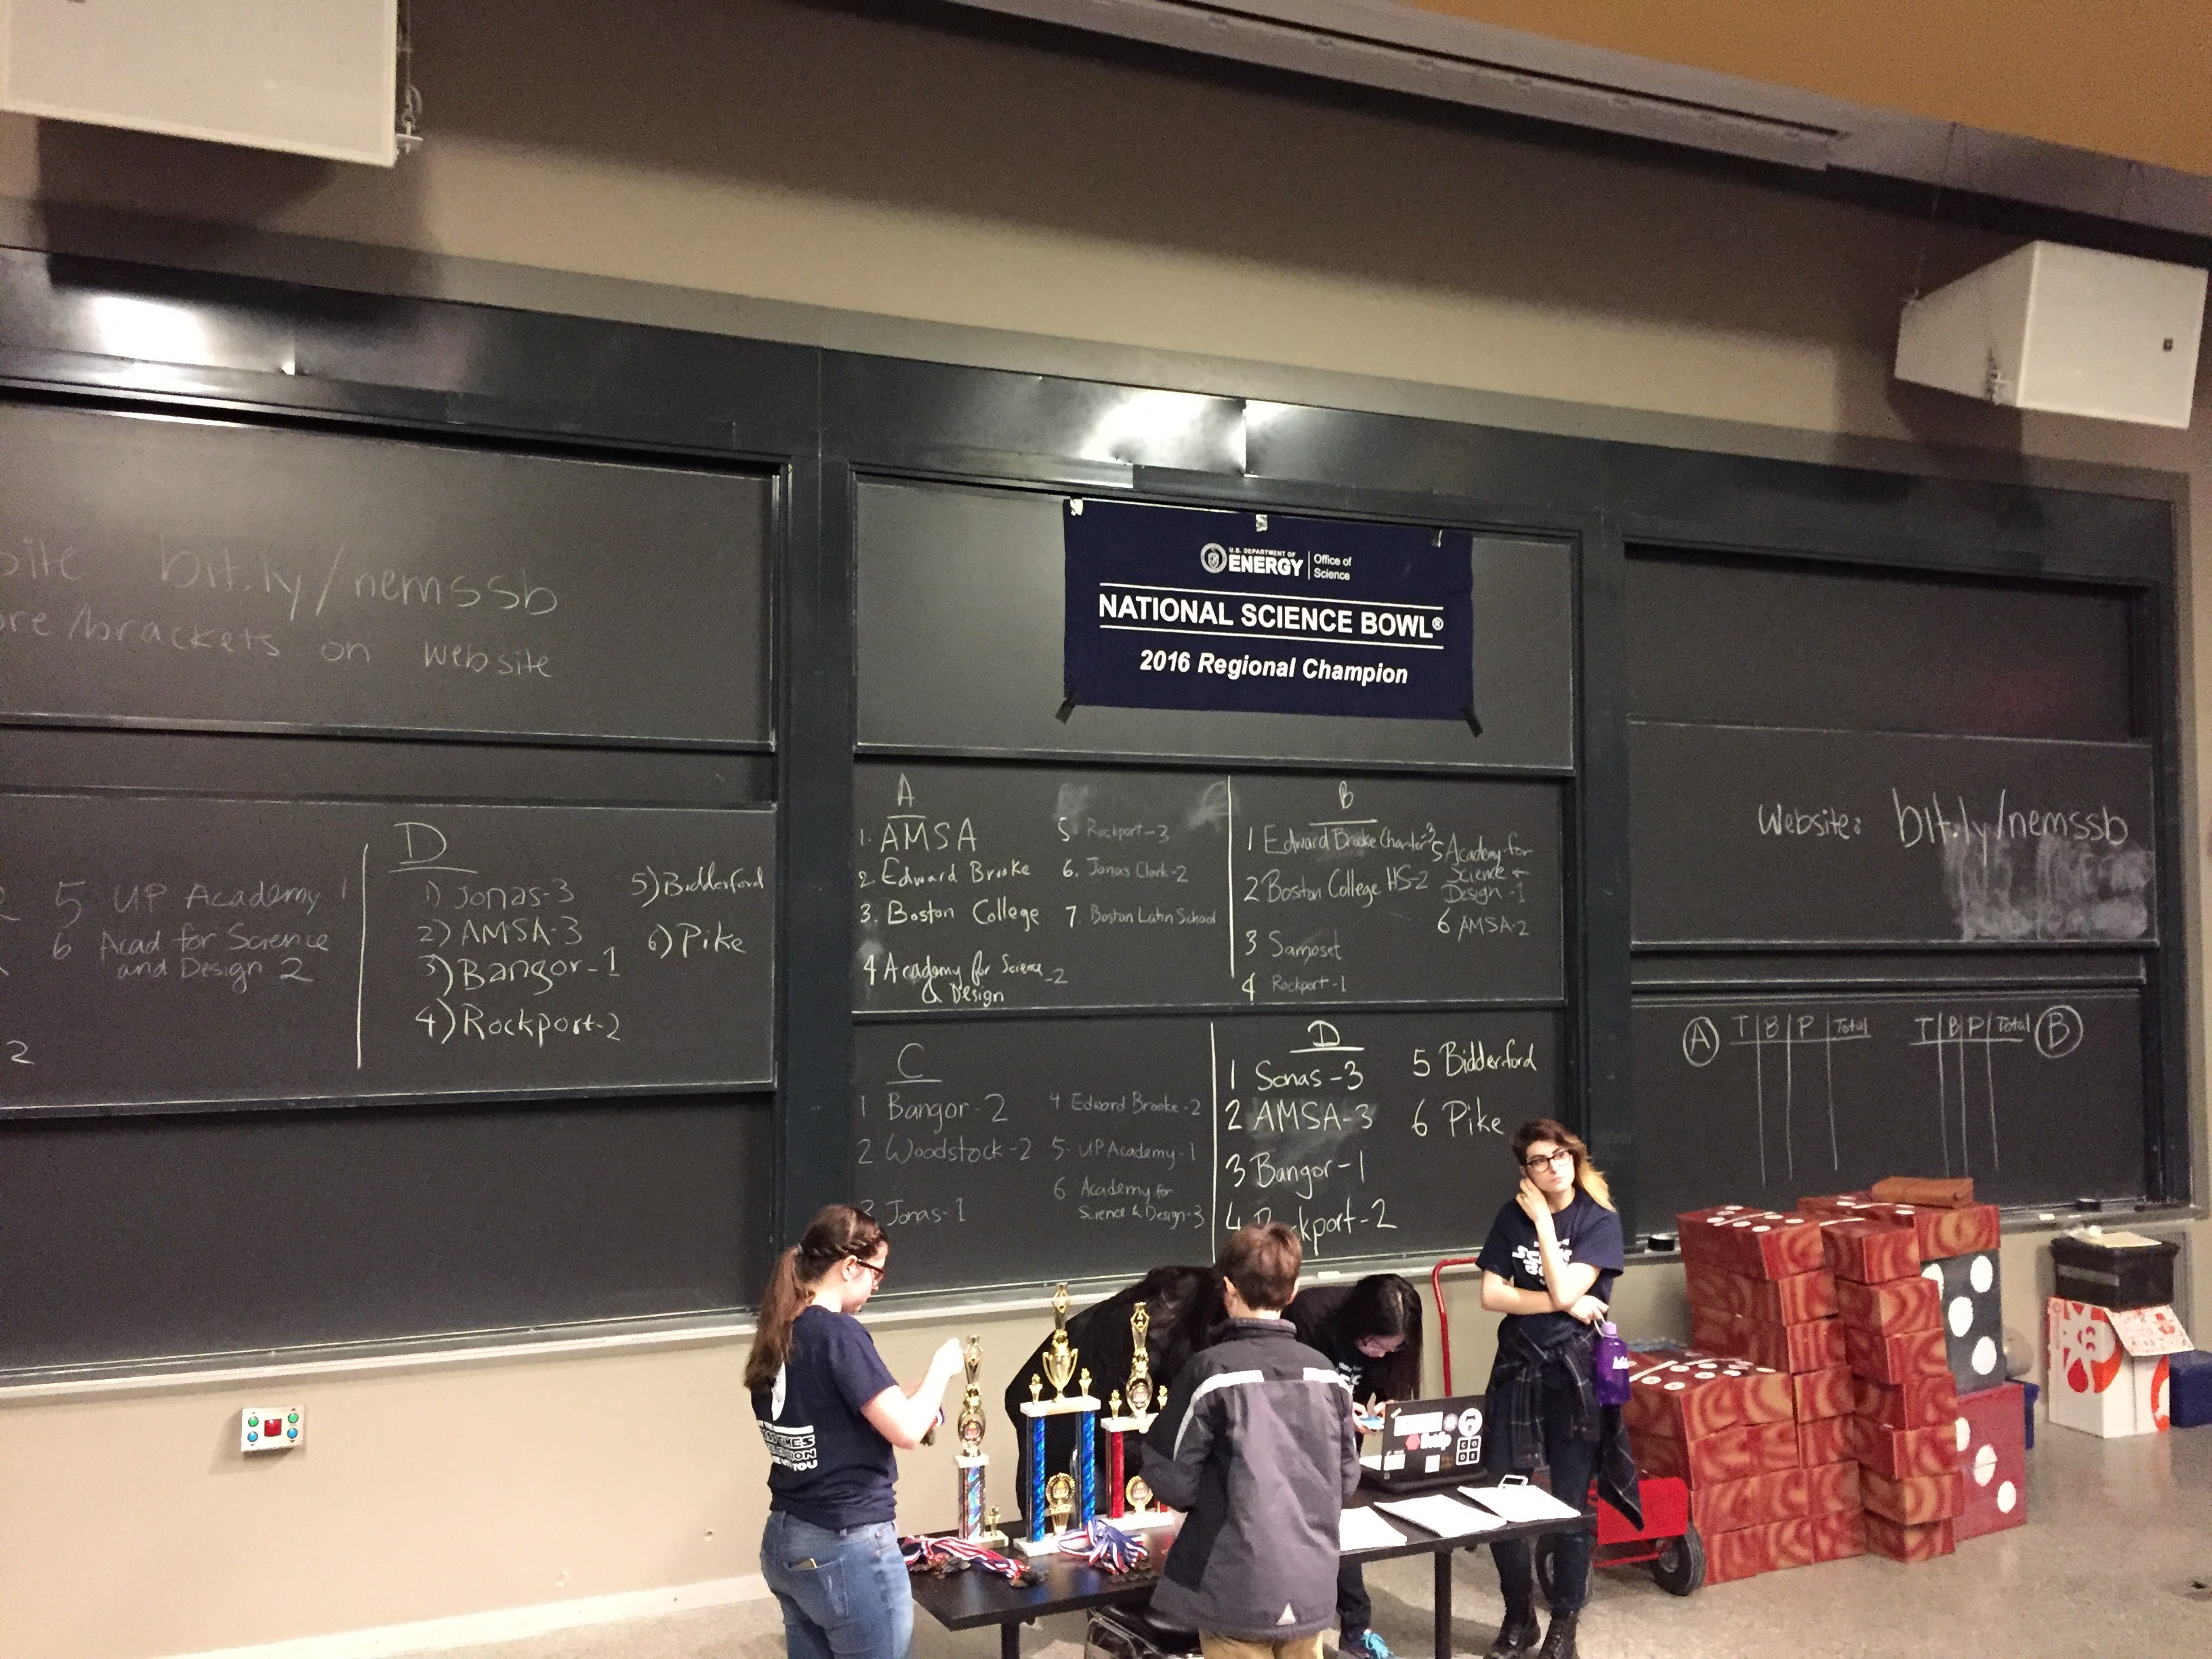 bit.ly/nemssb
/brackets on website
5 UP Academy 1
6 Acad for Science
and Design 2
2
D
1) Jonas-3
2) AMSA-3
3) Bangor-1
4) Rockport-2
5) Bidderford
6) Pike
U.S. DEPARTMENT OF
ENERGY
Office of
Science
NATIONAL SCIENCE BOWL®
2016 Regional Champion
A
1. AMSA
2. Edward Brooke
3. Boston College
4 Academy for Science -2
& Design
5 Rockport-3
6. Jonas Clark-2
7. Boston Latin School
B
1 Edward Brooke Charter-3
2 Boston College HS-2
3 Samoset
4 Rockport-1
5 Academy for
Science +
Design -1
6 AMSA-2
C
1 Bangor-2
2 Woodstock-2
3 Jonas-1
4 Edward Brooke-2
5. UP Academy-1
6 Academy for
Science & Design-3
D
1 Sonas-3
2 AMSA-3
3 Bangor-1
4 Rockport-2
5 Bidderford
6 Pike
Website: bit.ly/nemssb
A T B P Total
T B P Total B